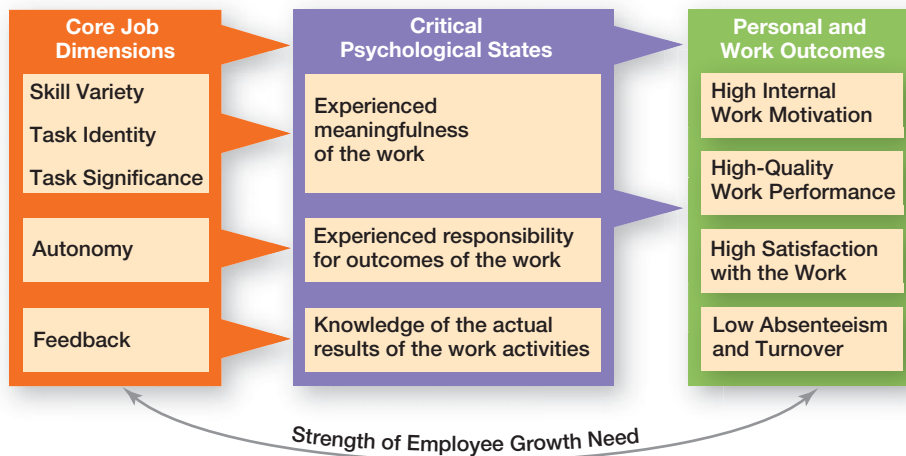 Core Job
Dimensions
Skill Variety
Task Identity
Task Significance
Autonomy
Feedback
Critical
Psychological States
Experienced
meaningfulness
of the work
Experienced responsibility
for outcomes of the work
Knowledge of the actual
results of the work activities
Personal and
Work Outcomes
High Internal
Work Motivation
High-Quality
Work Performance
High Satisfaction
with the Work
Low Absenteeism
and Turnover
Strength of Employee Growth Need